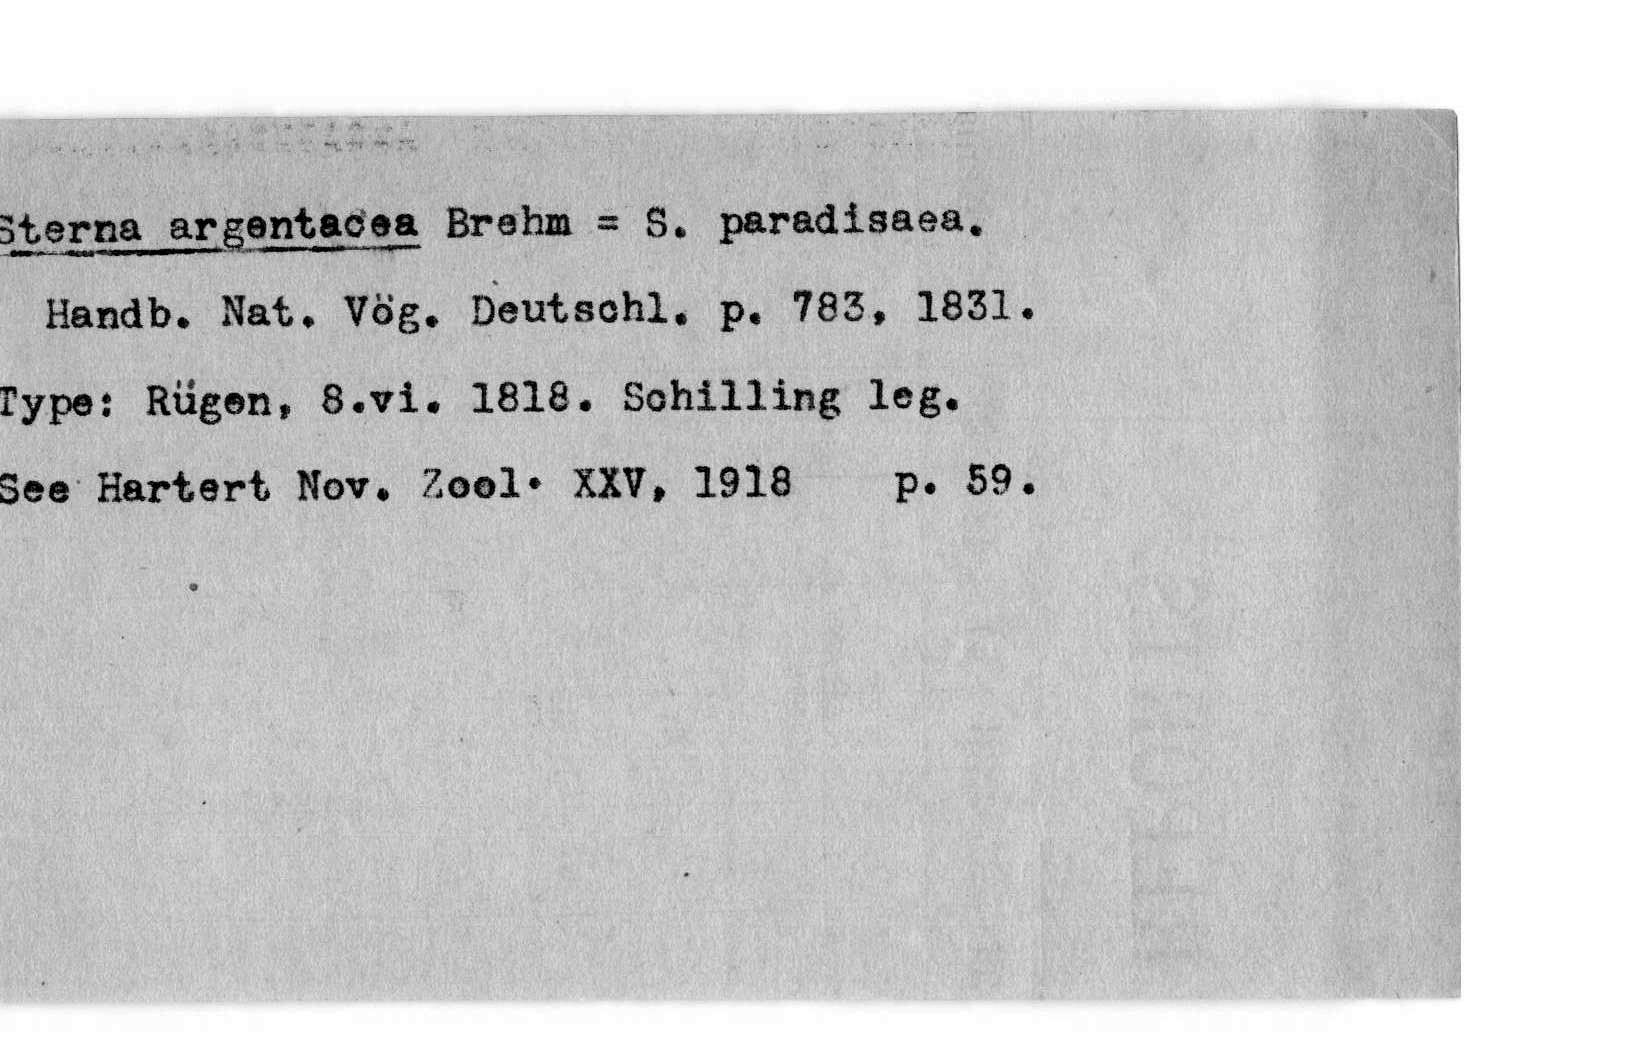 Sterna argentacea Brehm = S. paradisaea.
Handb. Nat. Vög. Deutschl. p. 783, 1831.
Type: Rügen, 8.vi. 1818. Schilling leg.
See Hartert Nov. Zool. XXV, 1918 p. 59.